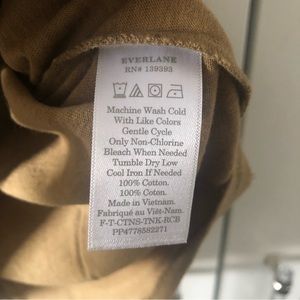 EVERLANE
RN# 139393
Machine Wash Cold
With Like Colors
Gentle Cycle
Only Non-Chlorine
Bleach When Needed
Tumble Dry Low
Cool Iron If Needed
100% Cotton.
100% Coton.
Made in Vietnam.
Fabriqué au Viêt-Nam.
F-T-CTNS-TNK-RCB
PP4778582271